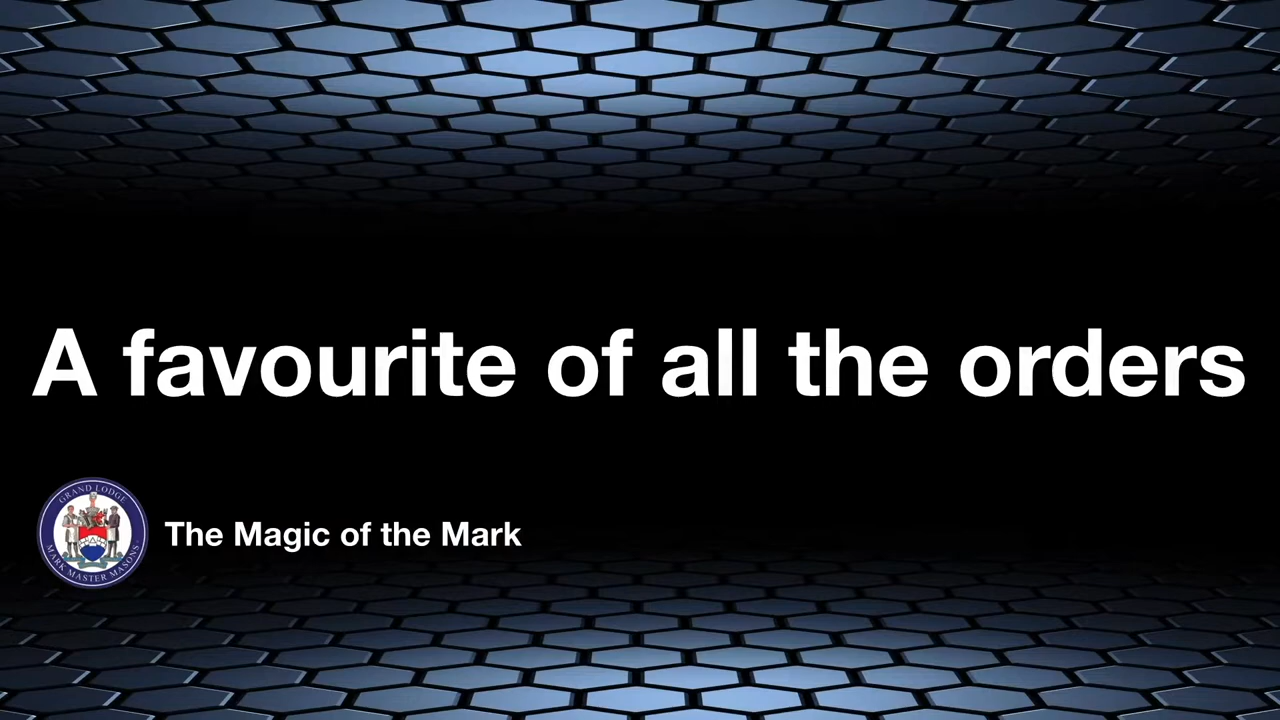 A favourite of all the orders
GRAND LODGE
MARK MASTER MASONS
The Magic of the Mark